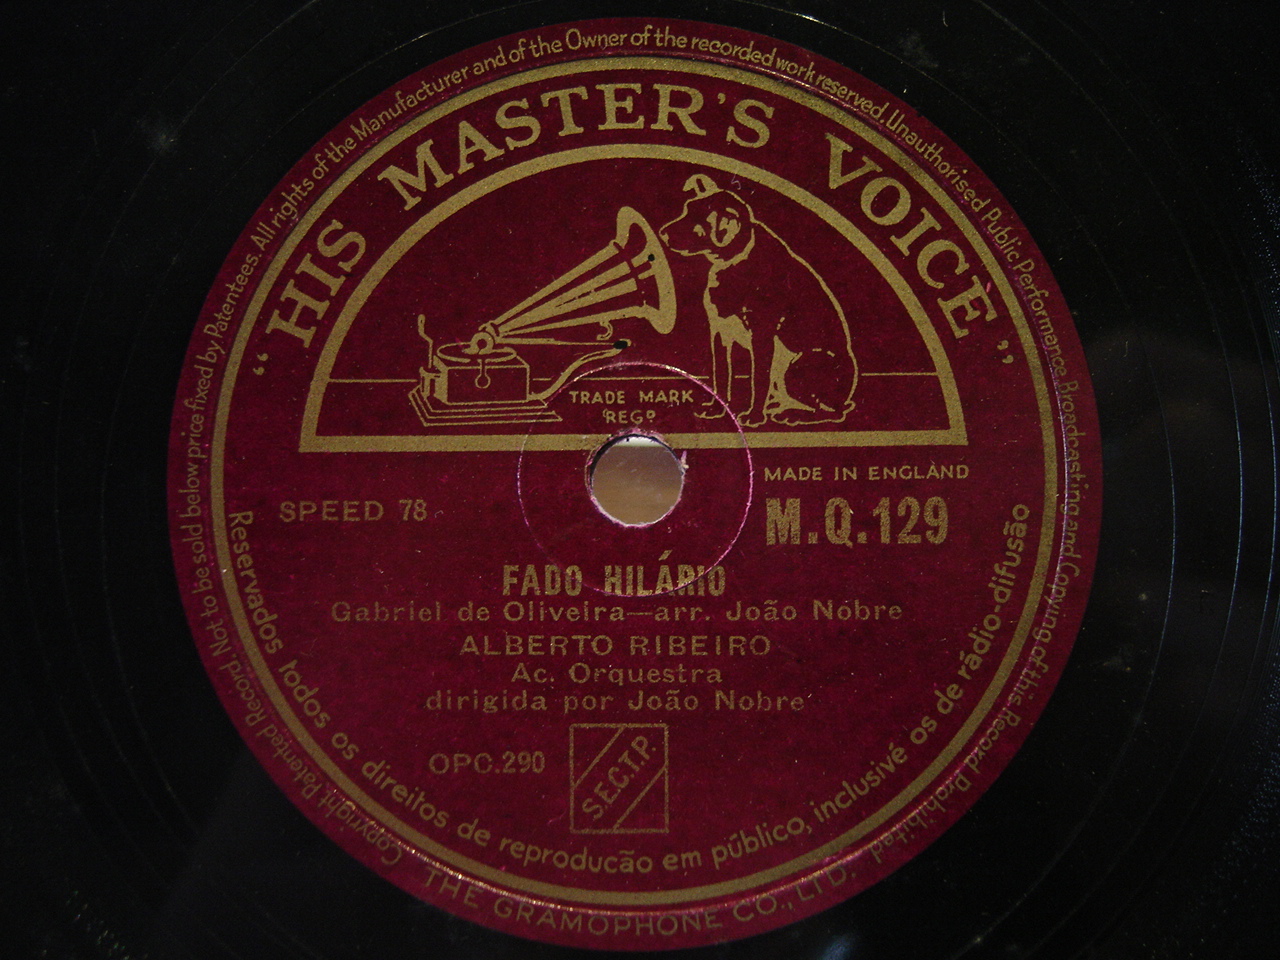 Copyright Patented Record Not to be sold below price fixed by Patentees. All rights of the Manufacturer and of the Owner of the recorded work reserved. Unauthorised Public Performance Broadcasting and Copying of this Record Prohibited
"HIS MASTER'S VOICE"
TRADE MARK
REGD
MADE IN ENGLAND
SPEED 78
M.Q.129
FADO HILÁRIO
Gabriel de Oliveira—arr. João Nobre
ALBERTO RIBEIRO
Ac. Orquestra
dirigida por João Nobre
OPC.290
S.E.C.T.P.
Reservados todos os direitos de reproducão em público, inclusivé os de rádio-difusão
THE GRAMOPHONE CO., LTD.